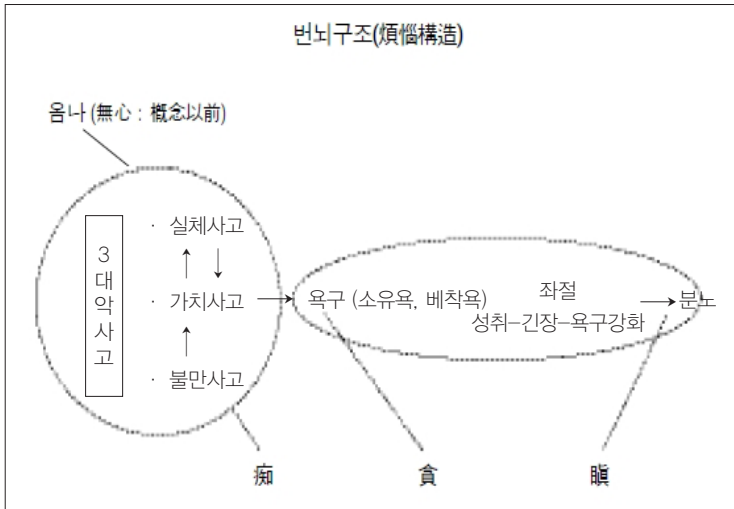 번뇌구조(煩惱構造)
옴나 (無心 : 槪念以前)
3대악사고
· 실체사고
· 가치사고
· 불만사고
욕구 (소유욕, 베착욕)
좌절
성취-긴장-욕구강화
분노
痴
貪
瞋